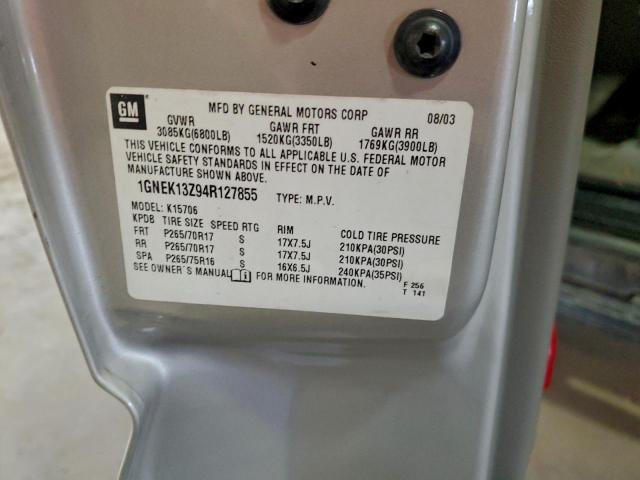 GM
MFD BY GENERAL MOTORS CORP 08/03
GVWR GAWR FRT GAWR RR
3085KG(6800LB) 1520KG(3350LB) 1769KG(3900LB)
THIS VEHICLE CONFORMS TO ALL APPLICABLE U.S. FEDERAL MOTOR
VEHICLE SAFETY STANDARDS IN EFFECT ON THE DATE OF
MANUFACTURE SHOWN ABOVE.
1GNEK13Z94R127855 TYPE: M.P.V.
MODEL: K15706
KPDB TIRE SIZE SPEED RTG RIM COLD TIRE PRESSURE
FRT P265/70R17 S 17X7.5J 210KPA(30PSI)
RR P265/70R17 S 17X7.5J 210KPA(30PSI)
SPA P265/75R16 S 16X6.5J 240KPA(35PSI)
SEE OWNER'S MANUAL FOR MORE INFORMATION.
F 256
T 141